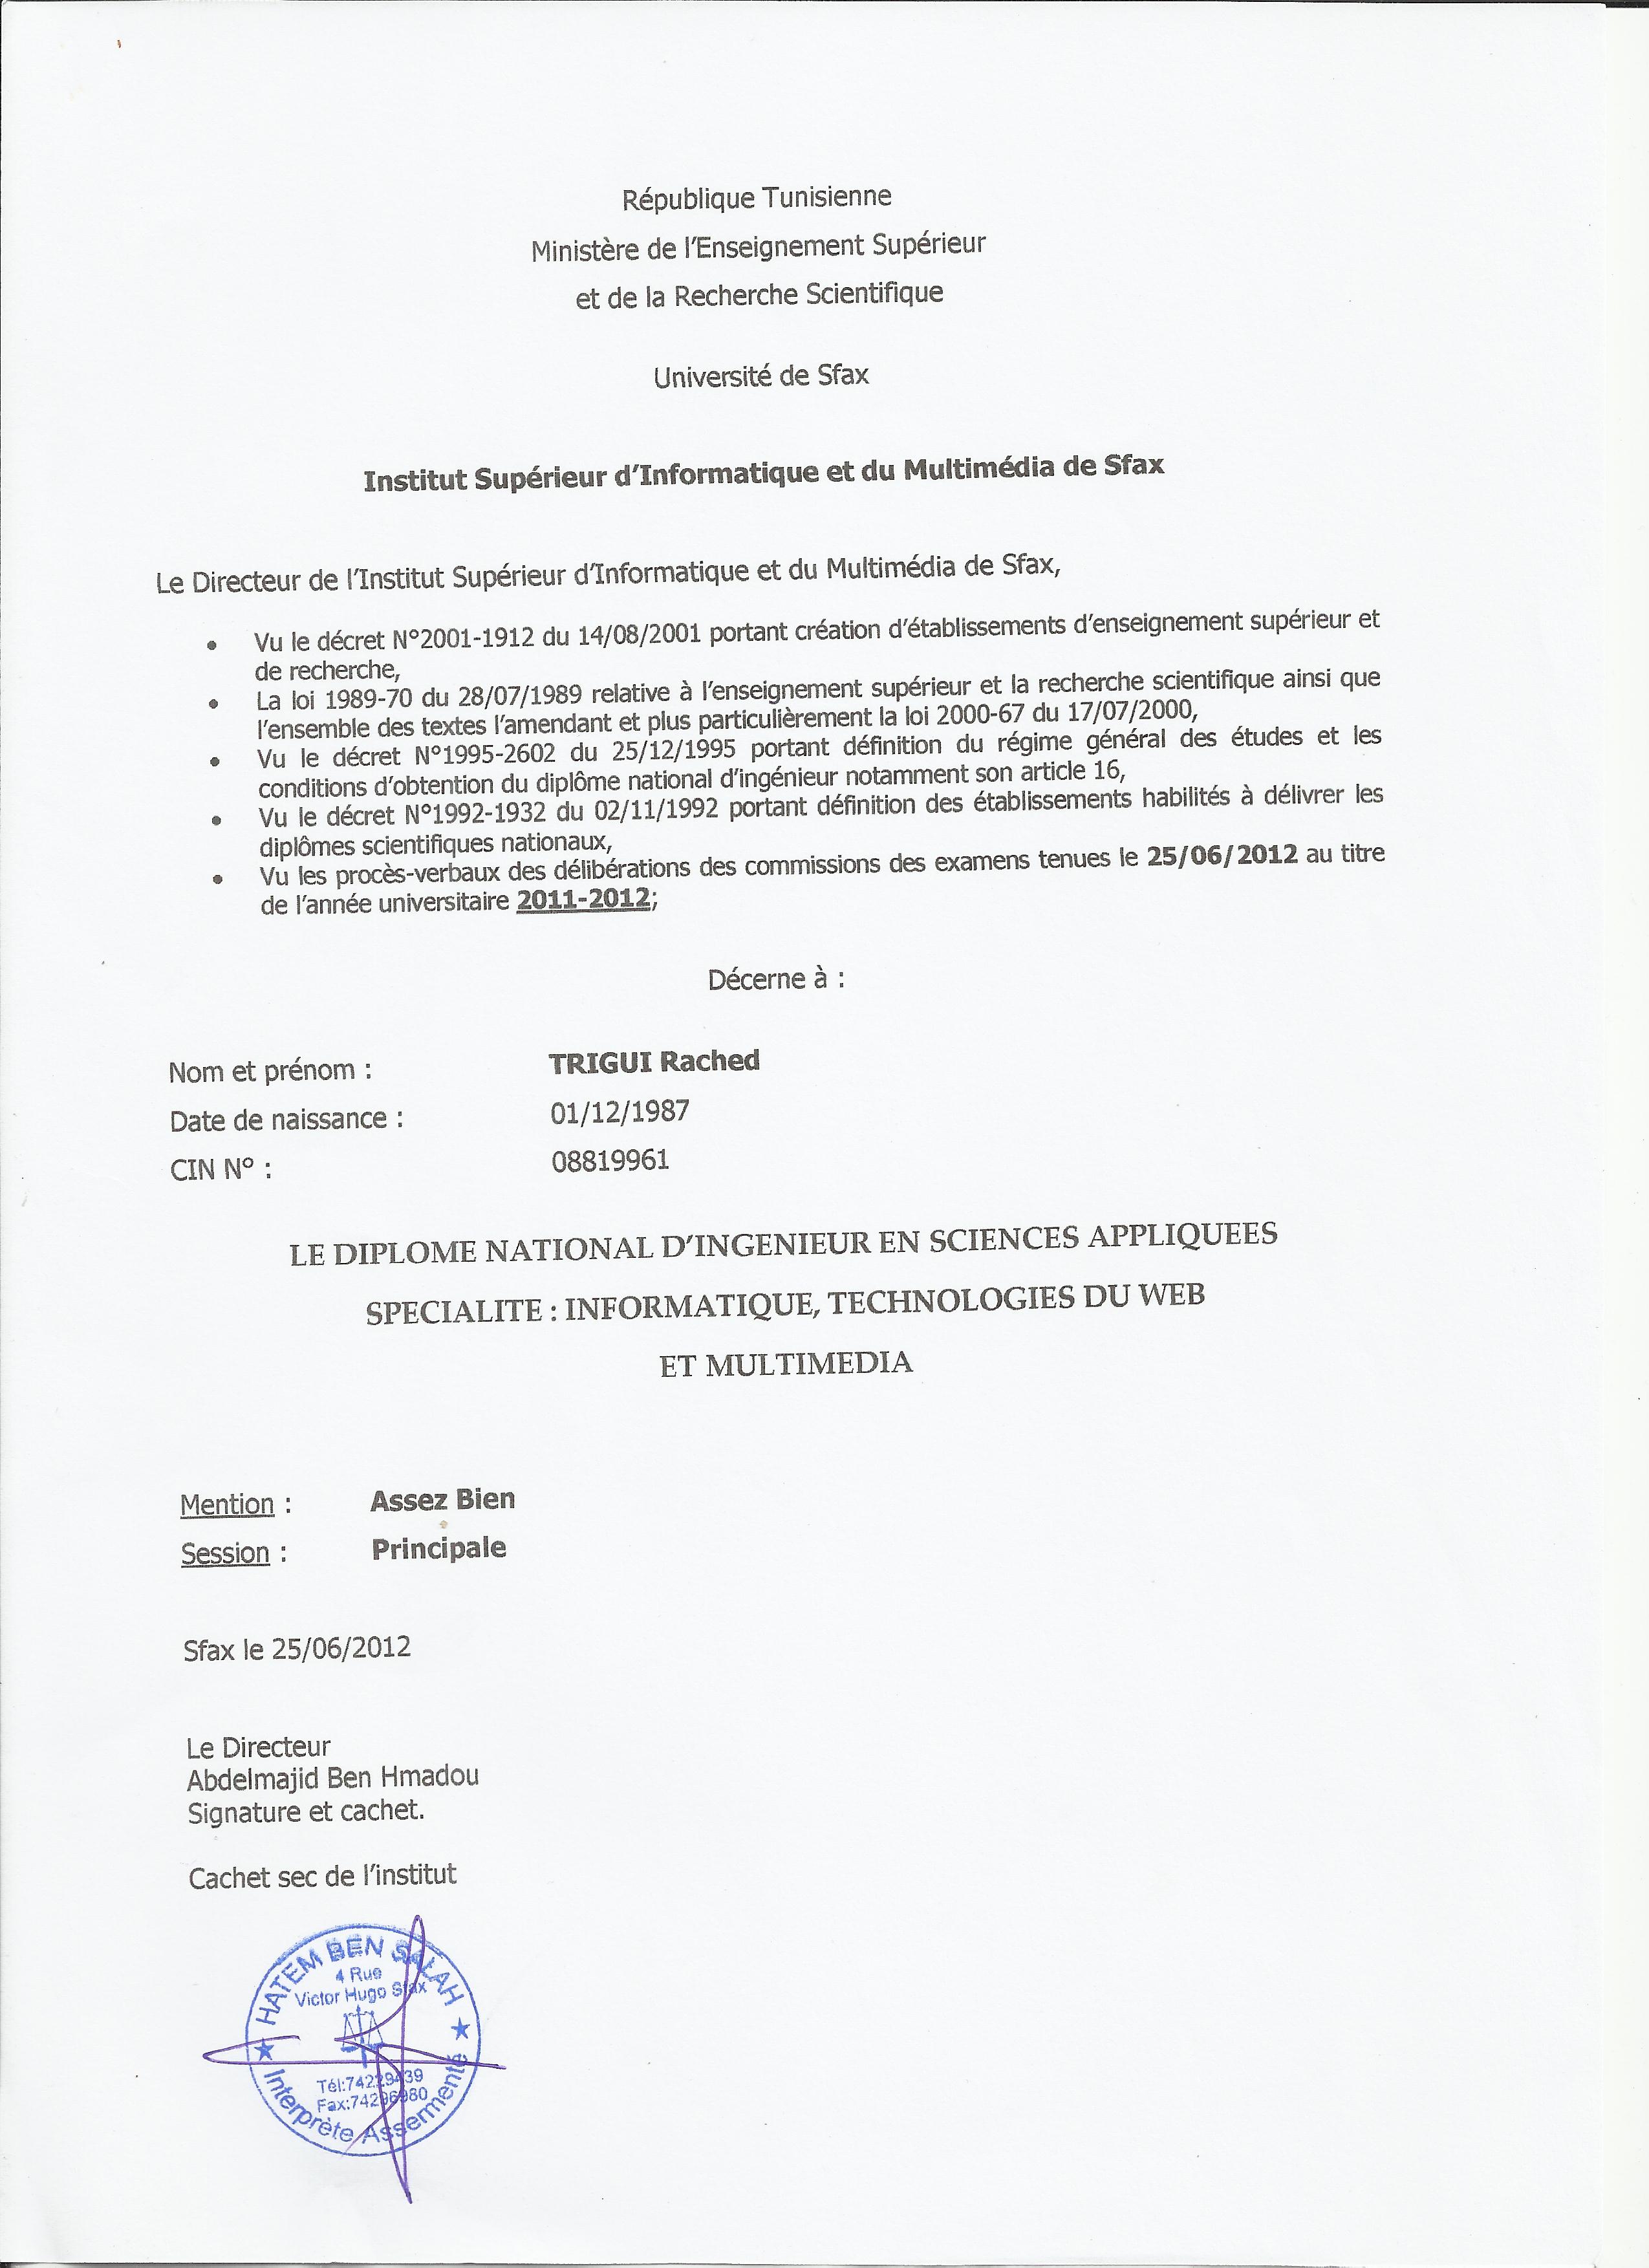 République Tunisienne
Ministère de l'Enseignement Supérieur
et de la Recherche Scientifique
Université de Sfax
Institut Supérieur d'Informatique et du Multimédia de Sfax
Le Directeur de l'Institut Supérieur d'Informatique et du Multimédia de Sfax,
• Vu le décret N°2001-1912 du 14/08/2001 portant création d'établissements d'enseignement supérieur et
de recherche,
• La loi 1989-70 du 28/07/1989 relative à l'enseignement supérieur et la recherche scientifique ainsi que
l'ensemble des textes l'amendant et plus particulièrement la loi 2000-67 du 17/07/2000,
• Vu le décret N°1995-2602 du 25/12/1995 portant définition du régime général des études et les
conditions d'obtention du diplôme national d'ingénieur notamment son article 16,
• Vu le décret N°1992-1932 du 02/11/1992 portant définition des établissements habilités à délivrer les
diplômes scientifiques nationaux,
• Vu les procès-verbaux des délibérations des commissions des examens tenues le 25/06/2012 au titre
de l'année universitaire 2011-2012;
Décerne à :
Nom et prénom : TRIGUI Rached
Date de naissance : 01/12/1987
CIN N° : 08819961
LE DIPLOME NATIONAL D'INGENIEUR EN SCIENCES APPLIQUEES
SPECIALITE : INFORMATIQUE, TECHNOLOGIES DU WEB
ET MULTIMEDIA
Mention : Assez Bien
Session : Principale
Sfax le 25/06/2012
Le Directeur
Abdelmajid Ben Hmadou
Signature et cachet.
Cachet sec de l'institut
HATEM BEN SALAH
4 Rue
Victor Hugo Sfax
Tél:74229439
Fax:74296980
Interprète Assermenté